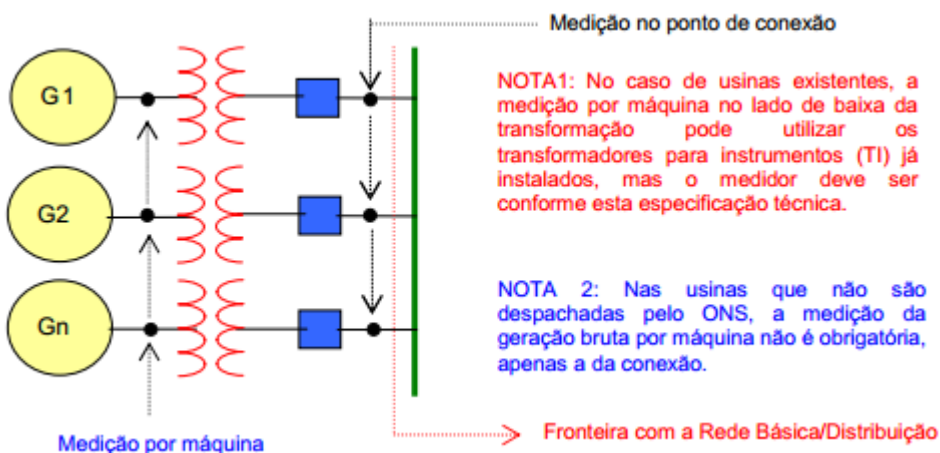 Medição no ponto de conexão
G1
G2
Gn
NOTA1: No caso de usinas existentes, a
medição por máquina no lado de baixa da
transformação pode utilizar os
transformadores para instrumentos (TI) já
instalados, mas o medidor deve ser
conforme esta especificação técnica.
NOTA 2: Nas usinas que não são
despachadas pelo ONS, a medição da
geração bruta por máquina não é obrigatória,
apenas a da conexão.
Medição por máquina
Fronteira com a Rede Básica/Distribuição